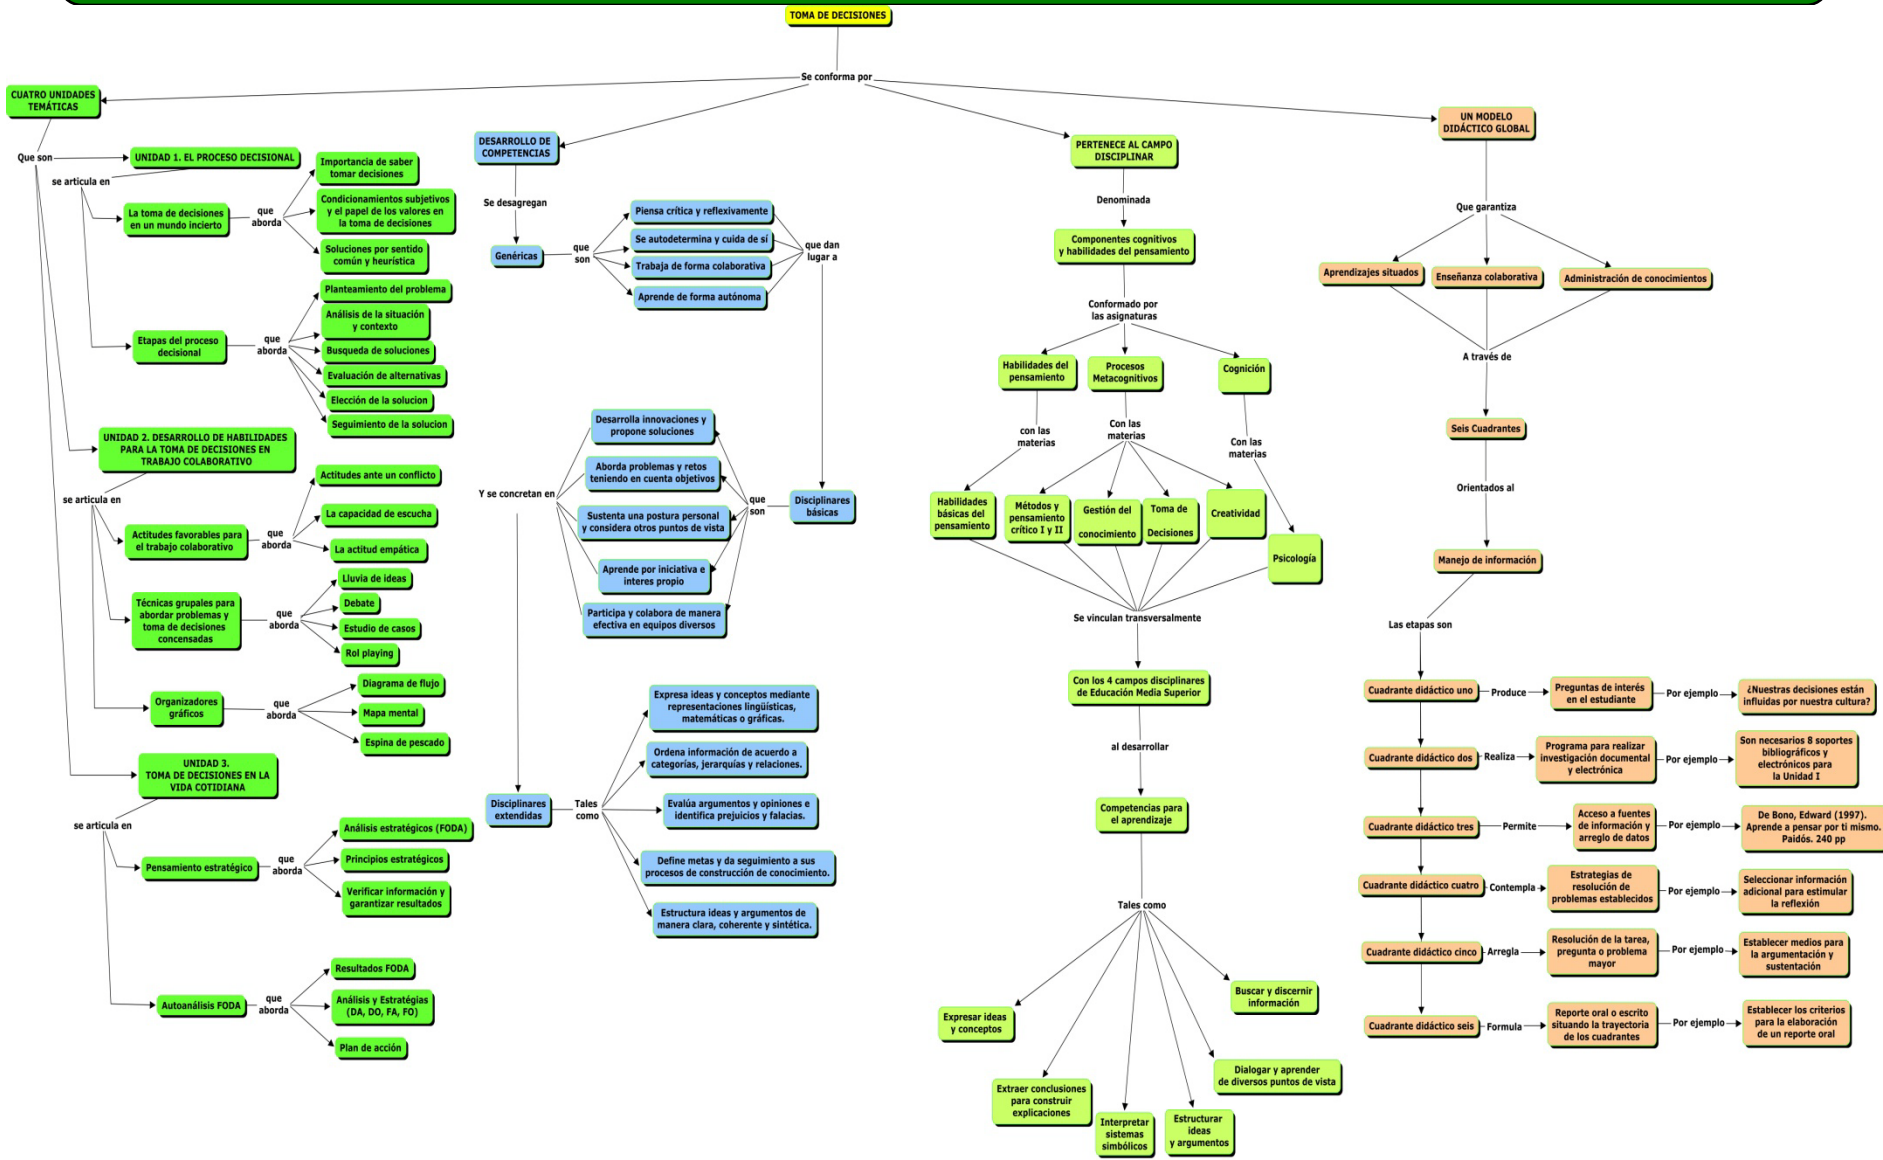 TOMA DE DECISIONES
Se conforma por
CUATRO UNIDADES
TEMÁTICAS
Que son
UNIDAD 1. EL PROCESO DECISIONAL
se articula en
La toma de decisiones
en un mundo incierto
que
aborda
Importancia de saber
tomar decisiones
Condicionamientos subjetivos
y el papel de los valores en
la toma de decisiones
Soluciones por sentido
común y heurística
Etapas del proceso
decisional
que
aborda
Planteamiento del problema
Análisis de la situación
y contexto
Busqueda de soluciones
Evaluación de alternativas
Elección de la solucion
Seguimiento de la solucion
UNIDAD 2. DESARROLLO DE HABILIDADES
PARA LA TOMA DE DECISIONES EN
TRABAJO COLABORATIVO
se articula en
Actitudes favorables para
el trabajo colaborativo
que
aborda
Actitudes ante un conflicto
La capacidad de escucha
La actitud empática
Técnicas grupales para
abordar problemas y
toma de decisiones
concensadas
que
aborda
Lluvia de ideas
Debate
Estudio de casos
Rol playing
Organizadores
gráficos
que
aborda
Diagrama de flujo
Mapa mental
Espina de pescado
UNIDAD 3.
TOMA DE DECISIONES EN LA
VIDA COTIDIANA
se articula en
Pensamiento estratégico
que
aborda
Análisis estratégicos (FODA)
Principios estratégicos
Verificar información y
garantizar resultados
Autoanálisis FODA
que
aborda
Resultados FODA
Análisis y Estratégias
(DA, DO, FA, FO)
Plan de acción
DESARROLLO DE
COMPETENCIAS
Se desagregan
Genéricas
que
son
Piensa crítica y reflexivamente
Se autodetermina y cuida de sí
Trabaja de forma colaborativa
Aprende de forma autónoma
que dan
lugar a
Disciplinares
básicas
que
son
Desarrolla innovaciones y
propone soluciones
Aborda problemas y retos
teniendo en cuenta objetivos
Sustenta una postura personal
y considera otros puntos de vista
Aprende por iniciativa e
interes propio
Participa y colabora de manera
efectiva en equipos diversos
Y se concretan en
Disciplinares
extendidas
Tales
como
Expresa ideas y conceptos mediante
representaciones lingüísticas,
matemáticas o gráficas.
Ordena información de acuerdo a
categorías, jerarquías y relaciones.
Evalúa argumentos y opiniones e
identifica prejuicios y falacias.
Define metas y da seguimiento a sus
procesos de construcción de conocimiento.
Estructura ideas y argumentos de
manera clara, coherente y sintética.
PERTENECE AL CAMPO
DISCIPLINAR
Denominada
Componentes cognitivos
y habilidades del pensamiento
Conformado por
las asignaturas
Habilidades del
pensamiento
Procesos
Metacognitivos
Cognición
con las
materias
Con las
materias
Con las
materias
Habilidades
básicas del
pensamiento
Métodos y
pensamiento
crítico I y II
Gestión del
conocimiento
Toma de
Decisiones
Creatividad
Psicología
Se vinculan transversalmente
Con los 4 campos disciplinares
de Educación Media Superior
al desarrollar
Competencias para
el aprendizaje
Tales como
Expresar ideas
y conceptos
Extraer conclusiones
para construir
explicaciones
Interpretar
sistemas
simbólicos
Estructurar
ideas
y argumentos
Dialogar y aprender
de diversos puntos de vista
Buscar y discernir
información
UN MODELO
DIDÁCTICO GLOBAL
Que garantiza
Aprendizajes situados
Enseñanza colaborativa
Administración de conocimientos
A través de
Seis Cuadrantes
Orientados al
Manejo de información
Las etapas son
Cuadrante didáctico uno
Produce
Preguntas de interés
en el estudiante
Por ejemplo
¿Nuestras decisiones están
influidas por nuestra cultura?
Cuadrante didáctico dos
Realiza
Programa para realizar
investigación documental
y electrónica
Por ejemplo
Son necesarios 8 soportes
bibliográficos y
electrónicos para
la Unidad I
Cuadrante didáctico tres
Permite
Acceso a fuentes
de información y
arreglo de datos
Por ejemplo
De Bono, Edward (1997).
Aprende a pensar por ti mismo.
Paidós. 240 pp
Cuadrante didáctico cuatro
Contempla
Estrategias de
resolución de
problemas establecidos
Por ejemplo
Seleccionar información
adicional para estimular
la reflexión
Cuadrante didáctico cinco
Arregla
Resolución de la tarea,
pregunta o problema
mayor
Por ejemplo
Establecer medios para
la argumentación y
sustentación
Cuadrante didáctico seis
Formula
Reporte oral o escrito
situando la trayectoria
de los cuadrantes
Por ejemplo
Establecer los criterios
para la elaboración
de un reporte oral